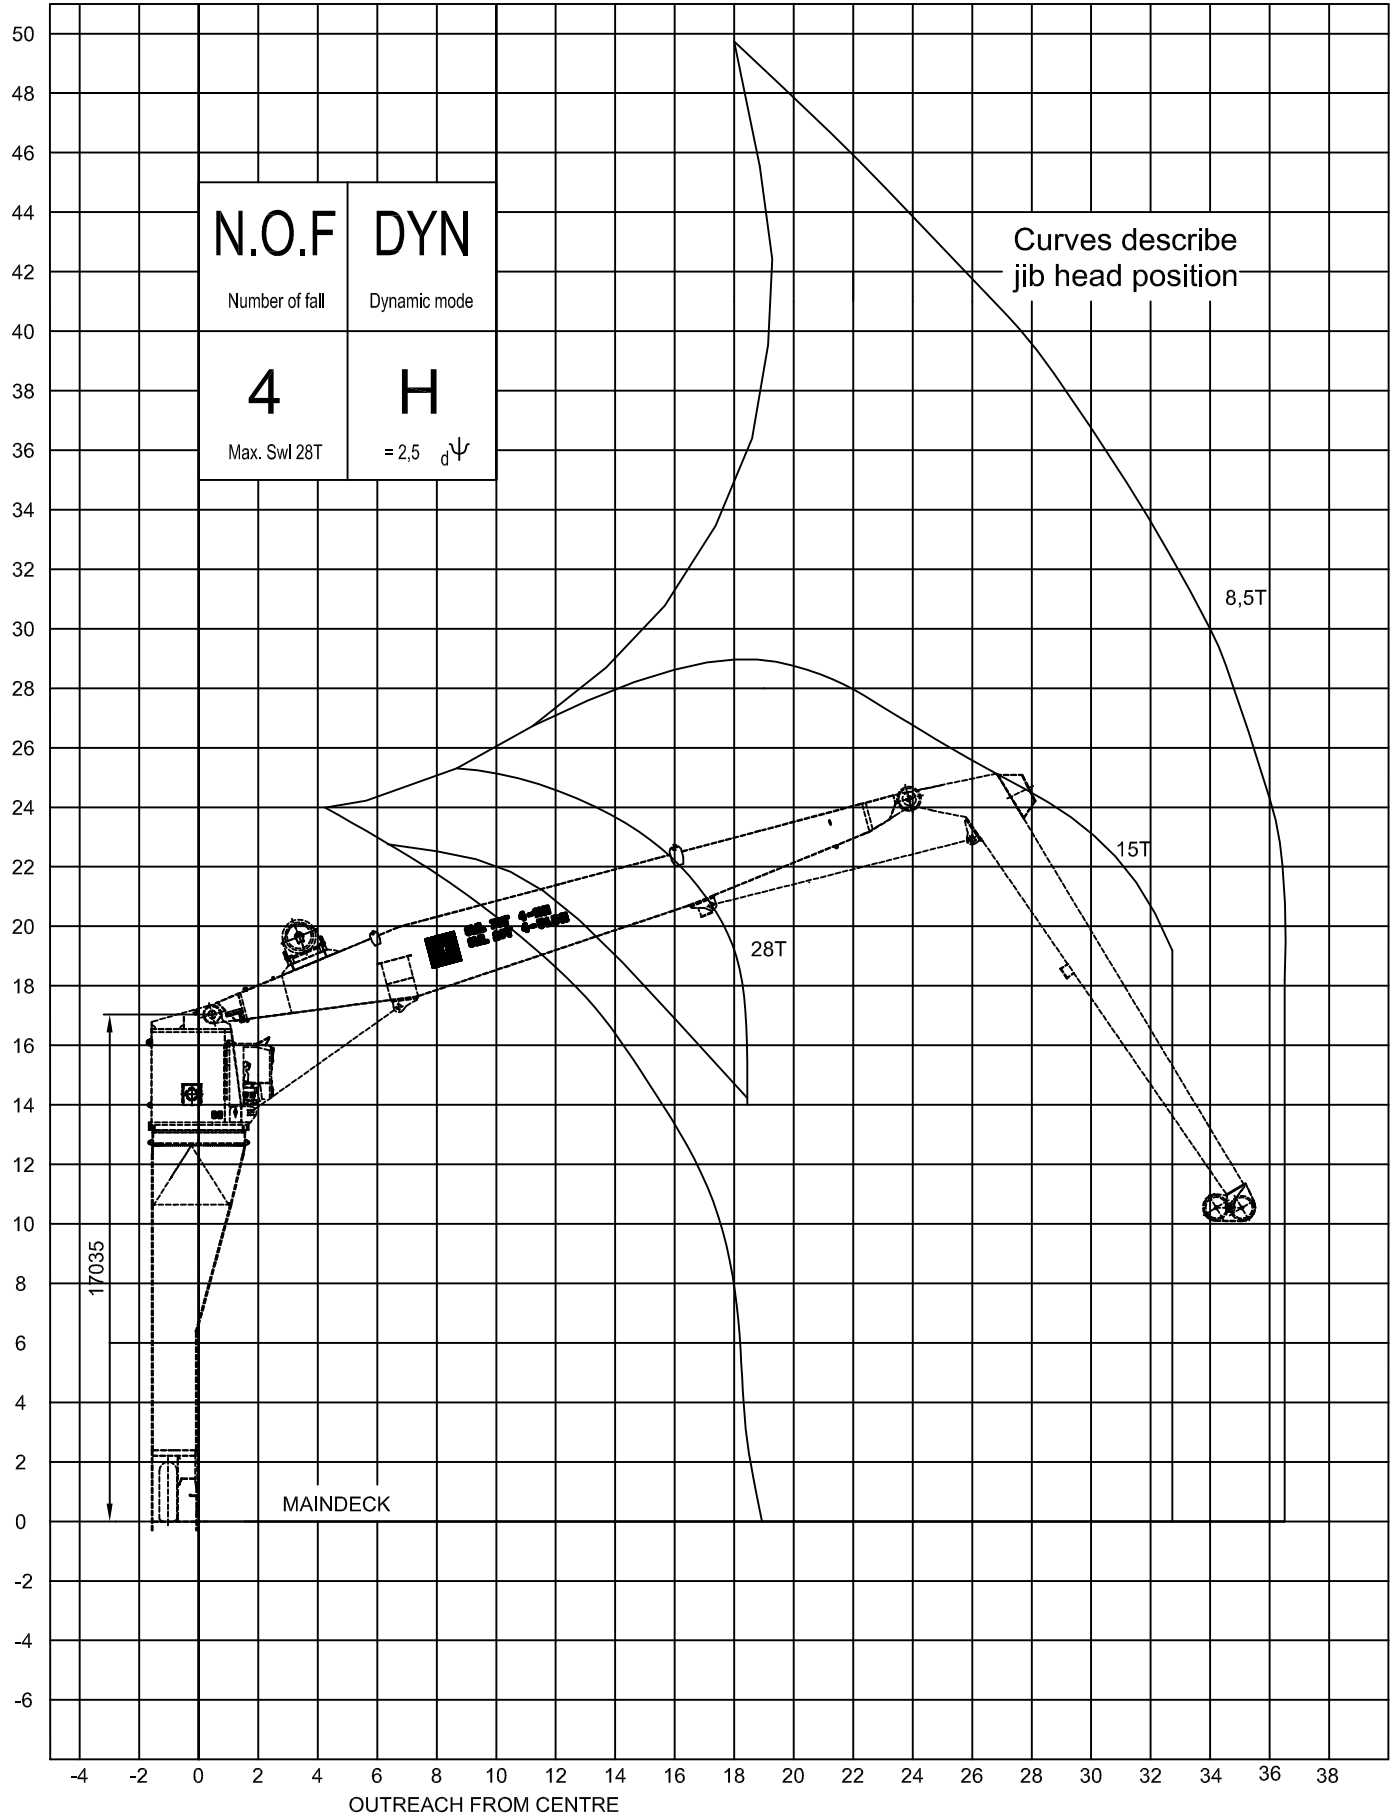 50
48
46
44
42
40
38
36
34
32
30
28
26
24
22
20
18
16
14
12
10
8
6
4
2
0
-2
-4
-6
N.O.F DYN
Number of fall Dynamic mode
4 H
Max. Swl 28T = 2,5 dψ
Curves describe
jib head position
8,5T
15T
28T
17035
MAINDECK
-4 -2 0 2 4 6 8 10 12 14 16 18 20 22 24 26 28 30 32 34 36 38
OUTREACH FROM CENTRE